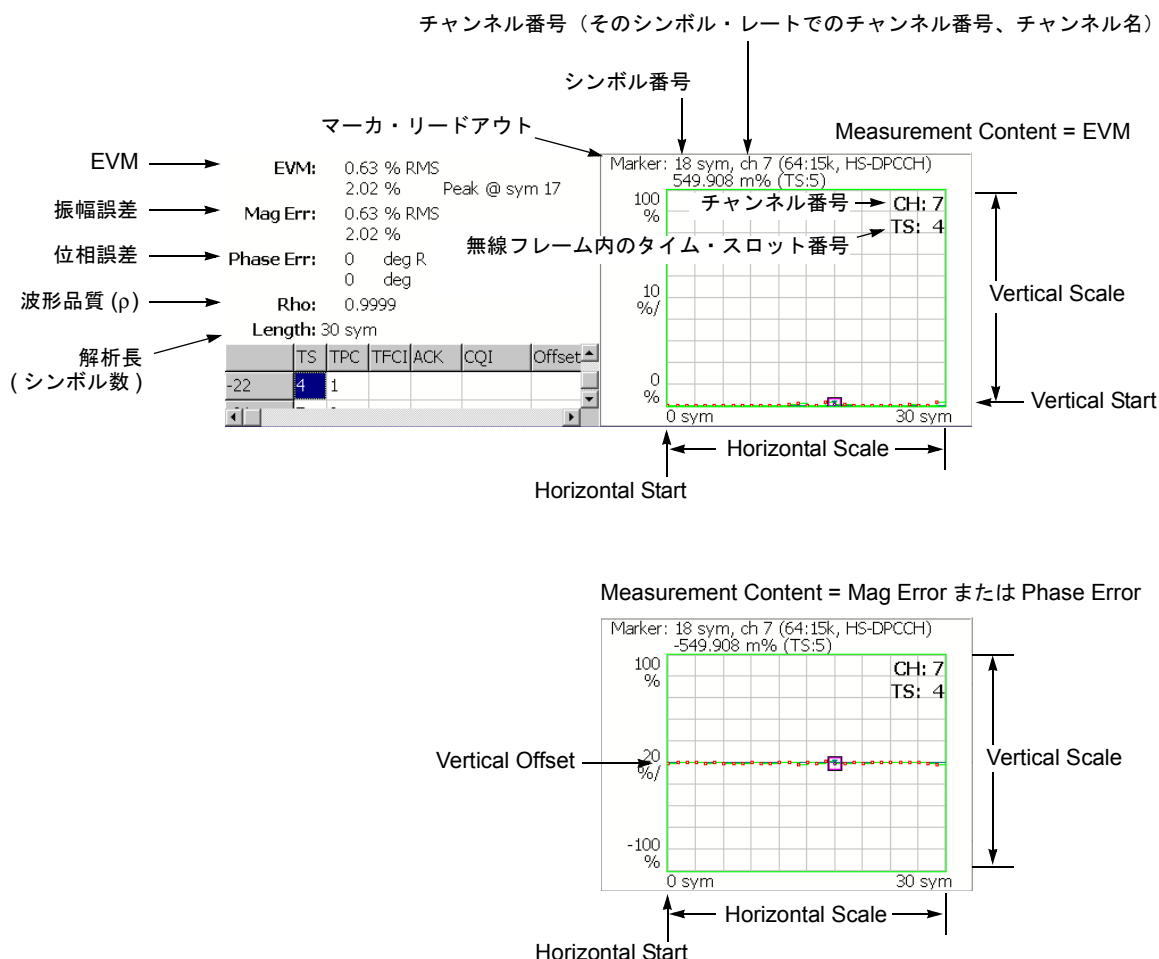 チャンネル番号（そのシンボル・レートでのチャンネル番号、チャンネル名）
シンボル番号
マーカ・リードアウト
Measurement Content = EVM
EVM
振幅誤差
位相誤差
波形品質 (ρ)
解析長
( シンボル数 )
EVM: 0.63 % RMS
2.02 % Peak @ sym 17
Mag Err: 0.63 % RMS
2.02 %
Phase Err: 0 deg R
0 deg
Rho: 0.9999
Length: 30 sym
TS TPC TFCI ACK CQI Offset
-22 4 1
Marker: 18 sym, ch 7 (64:15k, HS-DPCCH)
549.908 m% (TS:5)
100
%
チャンネル番号
CH: 7
無線フレーム内のタイム・スロット番号
TS: 4
10
%/
Vertical Scale
0
%
Vertical Start
0 sym 30 sym
Horizontal Scale
Horizontal Start
Measurement Content = Mag Error または Phase Error
Marker: 18 sym, ch 7 (64:15k, HS-DPCCH)
-549.908 m% (TS:5)
100
%
CH: 7
TS: 4
Vertical Offset
20
%/
Vertical Scale
-100
%
0 sym 30 sym
Horizontal Scale
Horizontal Start